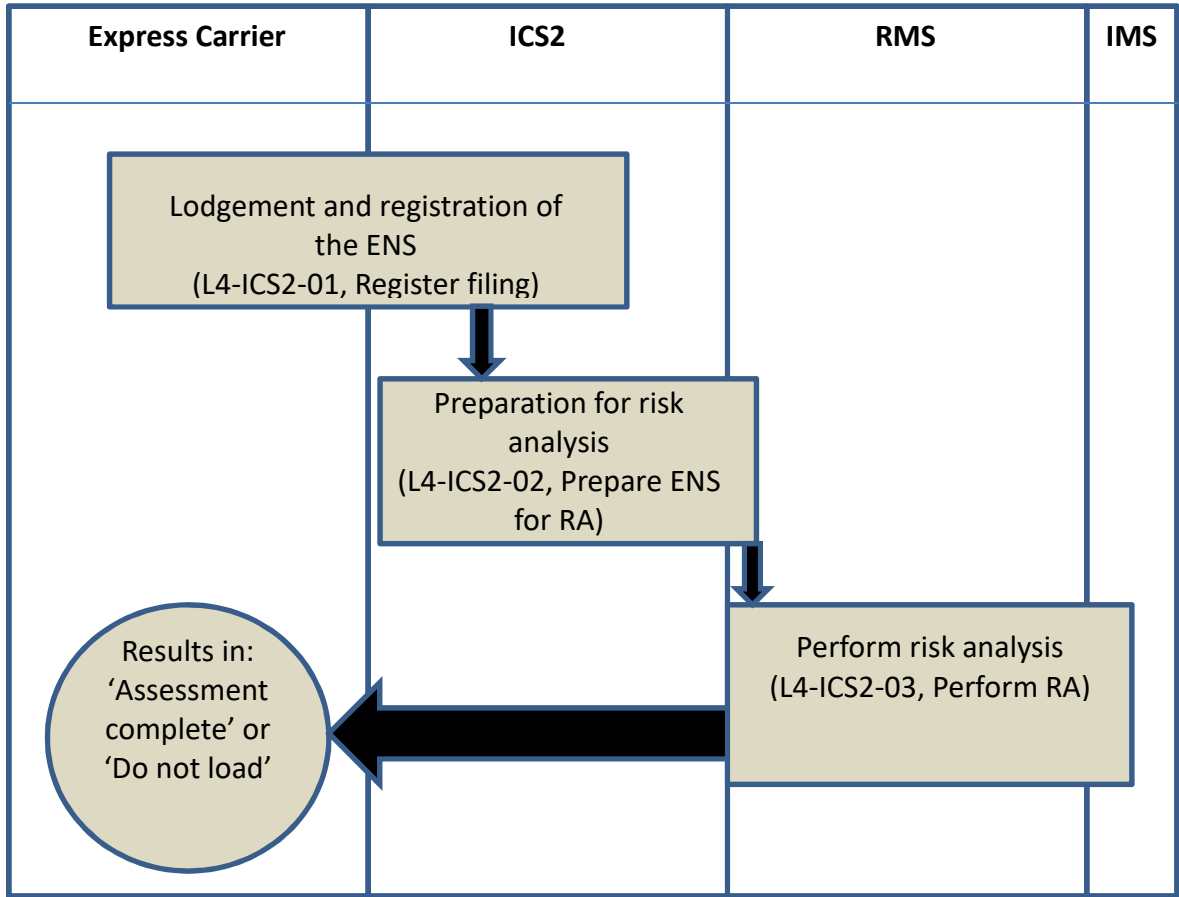 Express Carrier
ICS2
RMS
IMS
Lodgement and registration of
the ENS
(L4-ICS2-01, Register filing)
Preparation for risk
analysis
(L4-ICS2-02, Prepare ENS
for RA)
Perform risk analysis
(L4-ICS2-03, Perform RA)
Results in:
‘Assessment
complete’ or
‘Do not load’